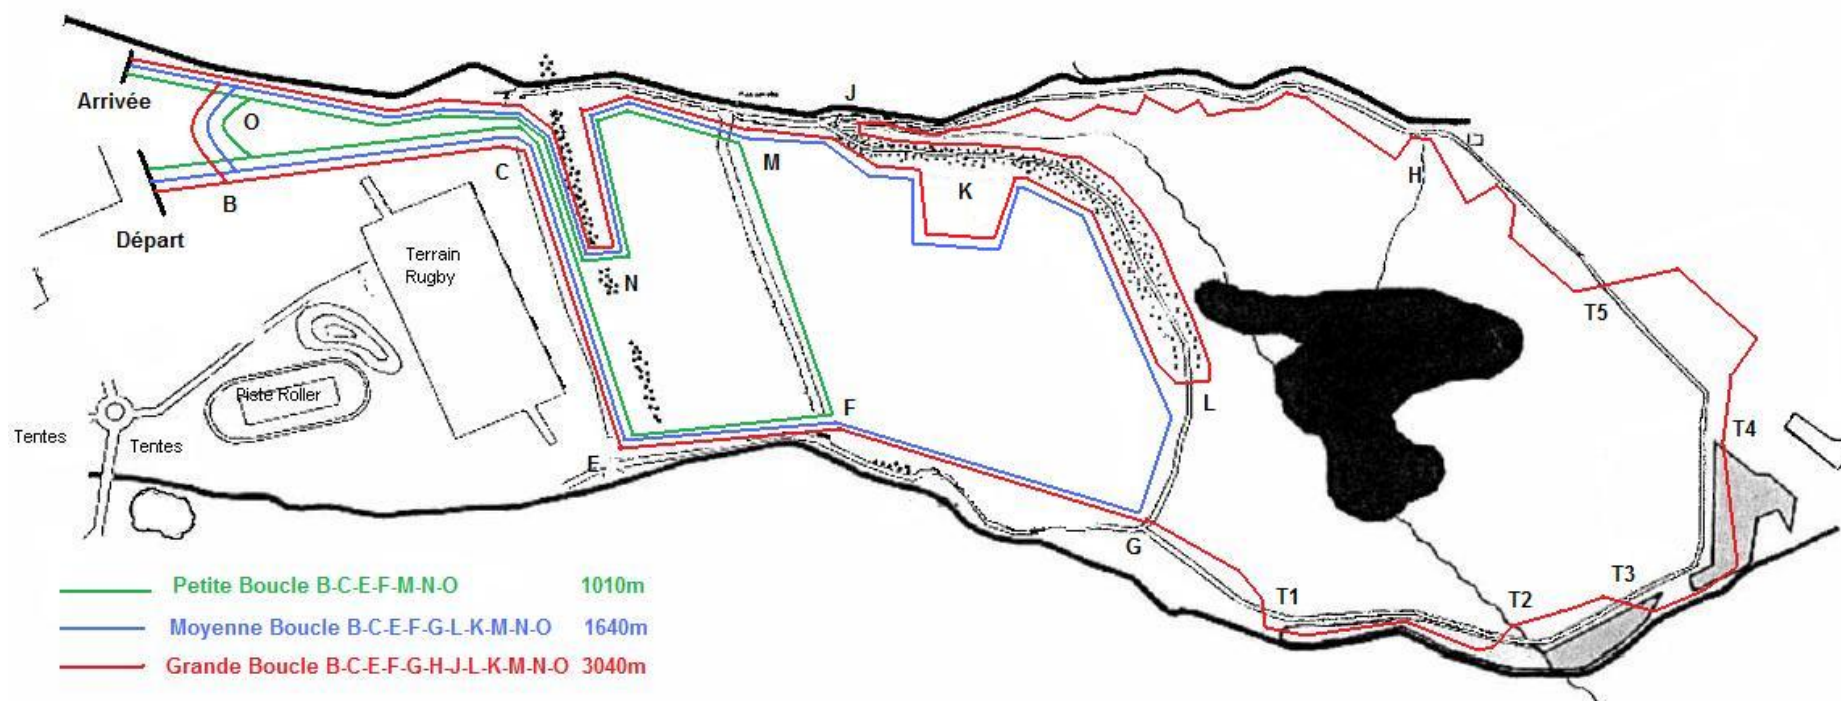 Arrivée
O
J
C
M
K
H
B
Départ
Terrain
Rugby
N
T5
Piste Roller
F
L
T4
Tentes
Tentes
E
G
T1
T2
T3
Petite Boucle B-C-E-F-M-N-O 1010m
Moyenne Boucle B-C-E-F-G-L-K-M-N-O 1640m
Grande Boucle B-C-E-F-G-H-J-L-K-M-N-O 3040m